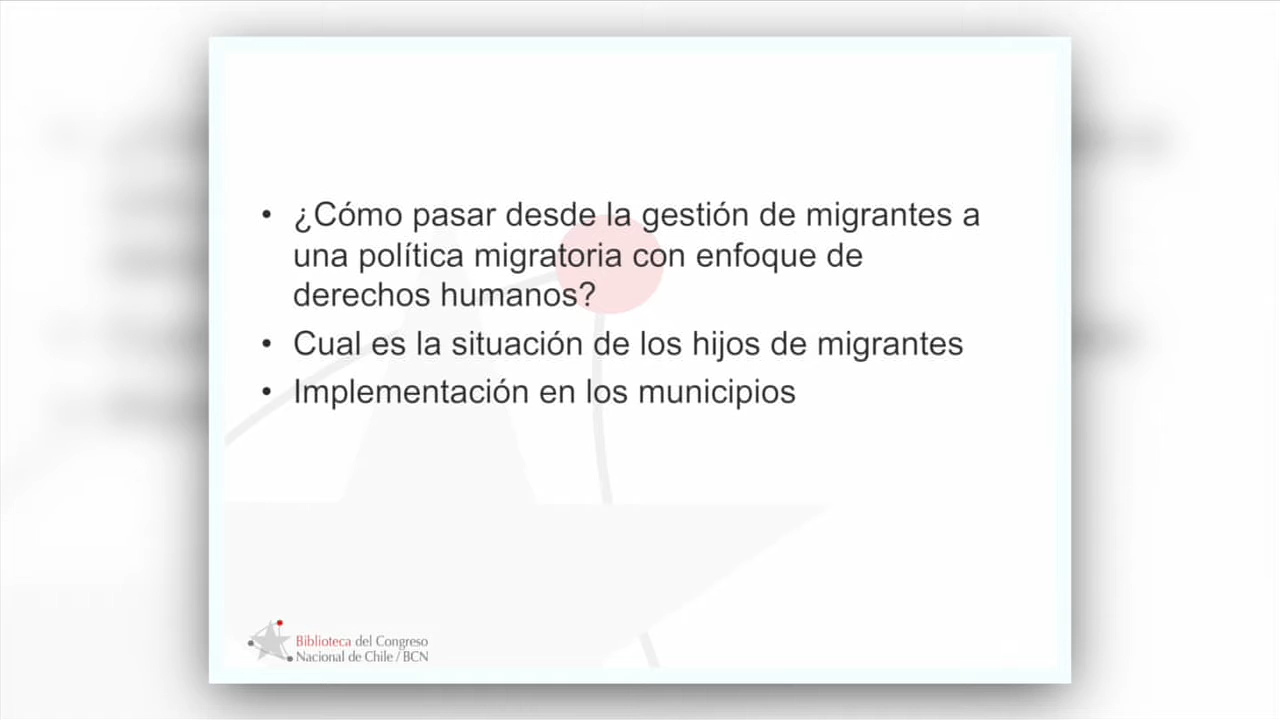 • ¿Cómo pasar desde la gestión de migrantes a
una política migratoria con enfoque de
derechos humanos?
• Cual es la situación de los hijos de migrantes
• Implementación en los municipios
Biblioteca del Congreso
Nacional de Chile / BCN